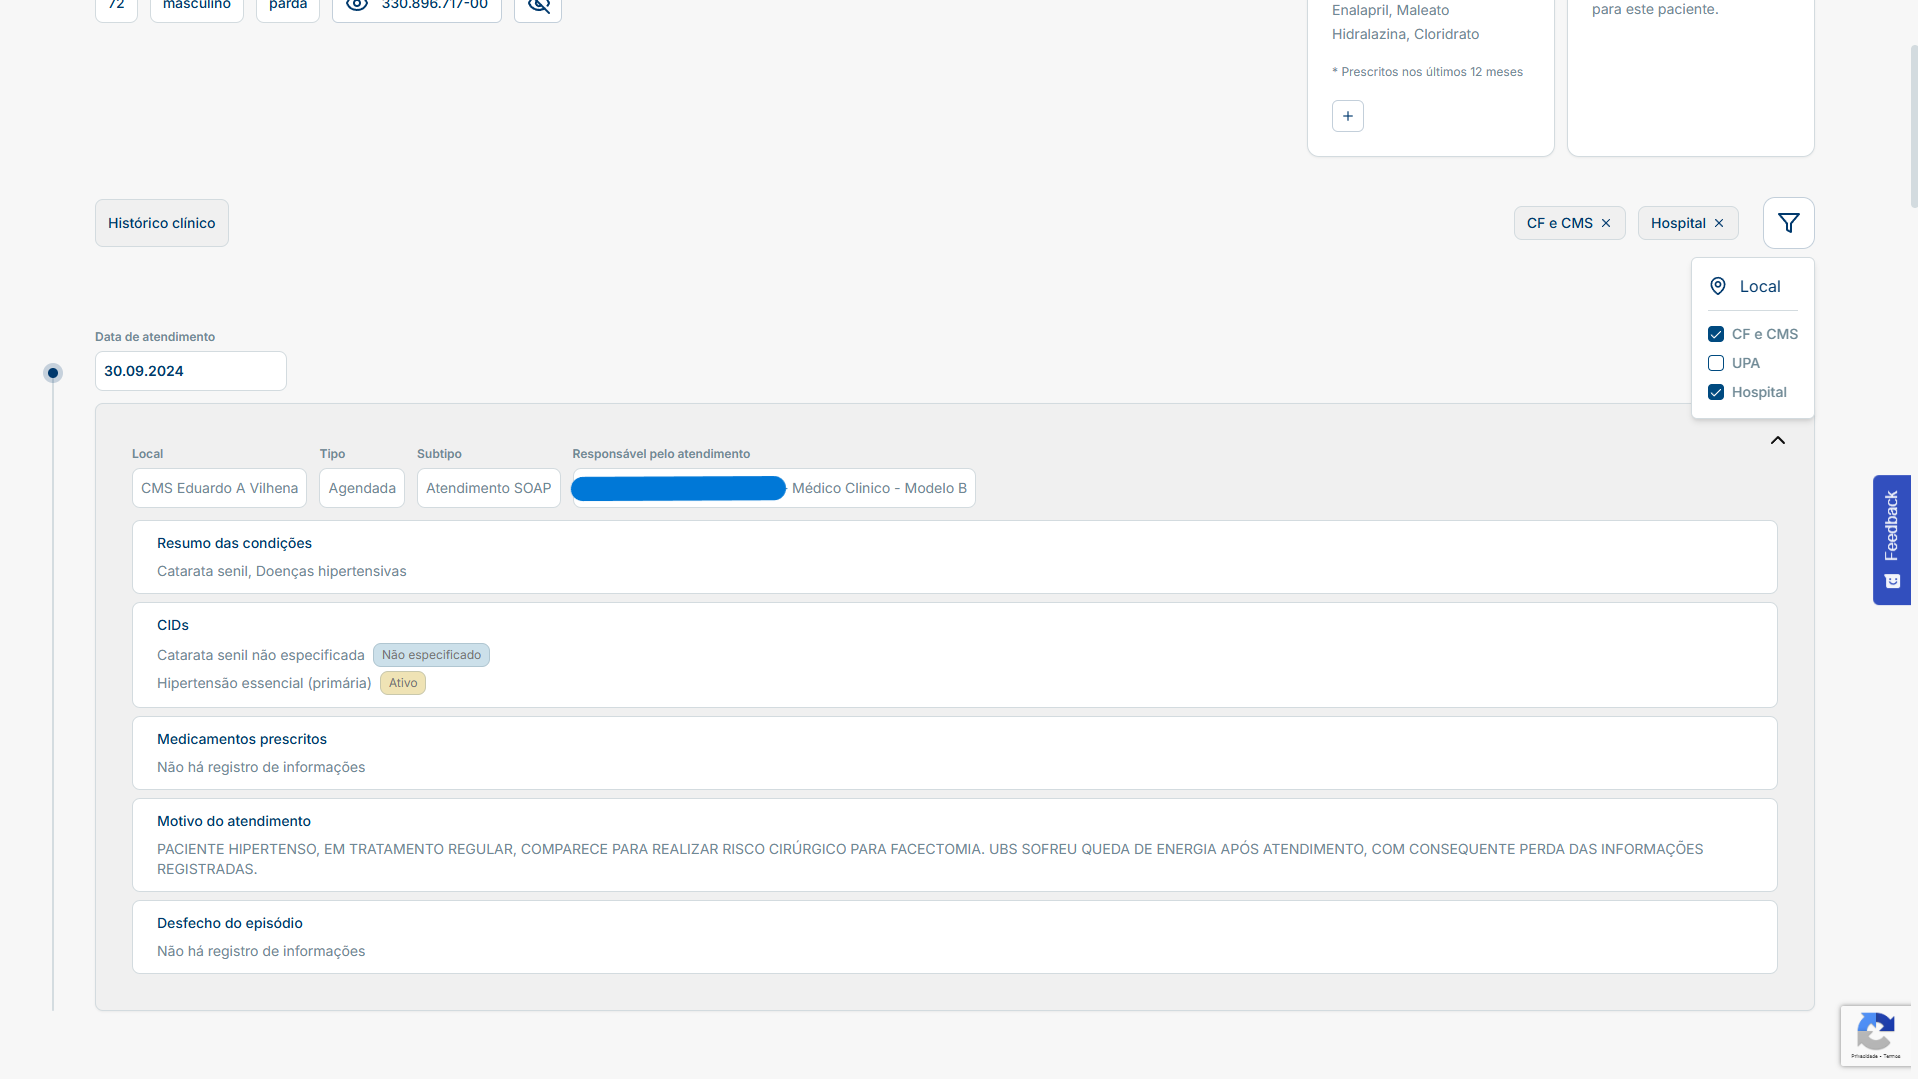 72
masculino
parda
330.896.717-00
Enalapril, Maleato
Hidralazina, Cloridrato
* Prescritos nos últimos 12 meses
+
para este paciente.
Histórico clínico
CF e CMS ×
Hospital ×
Local
CF e CMS
UPA
Hospital
Data de atendimento
30.09.2024
Local
CMS Eduardo A Vilhena
Tipo
Agendada
Subtipo
Atendimento SOAP
Responsável pelo atendimento
Médico Clinico - Modelo B
Resumo das condições
Catarata senil, Doenças hipertensivas
CIDs
Catarata senil não especificada Não especificado
Hipertensão essencial (primária) Ativo
Medicamentos prescritos
Não há registro de informações
Motivo do atendimento
PACIENTE HIPERTENSO, EM TRATAMENTO REGULAR, COMPARECE PARA REALIZAR RISCO CIRÚRGICO PARA FACECTOMIA. UBS SOFREU QUEDA DE ENERGIA APÓS ATENDIMENTO, COM CONSEQUENTE PERDA DAS INFORMAÇÕES
REGISTRADAS.
Desfecho do episódio
Não há registro de informações
Feedback
Privacidade - Termos